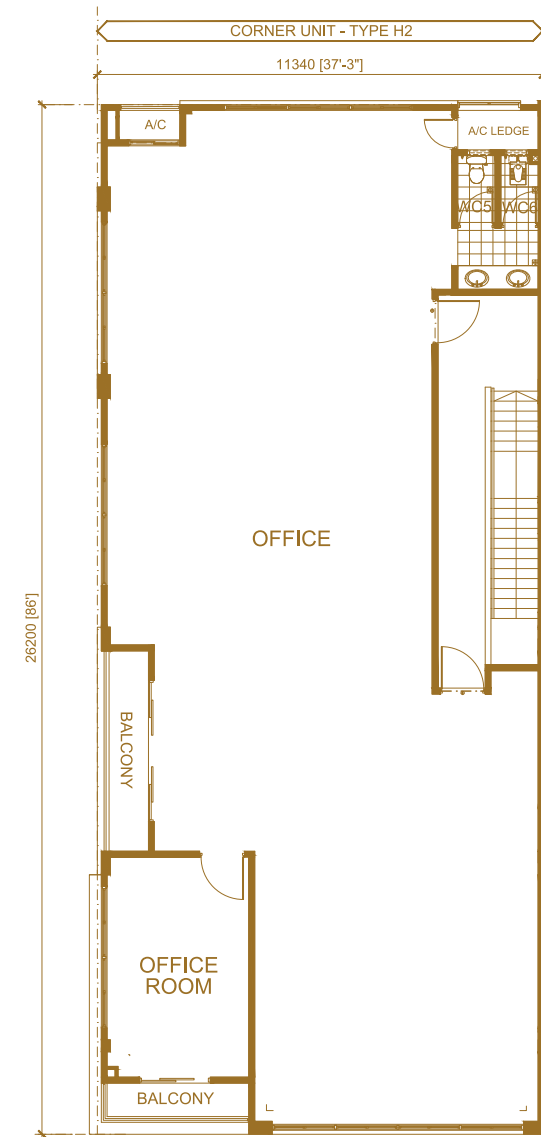 CORNER UNIT - TYPE H2
11340 [37'-3"]
A/C
A/C LEDGE
WC5
WC6
OFFICE
26200 [86']
BALCONY
OFFICE
ROOM
BALCONY